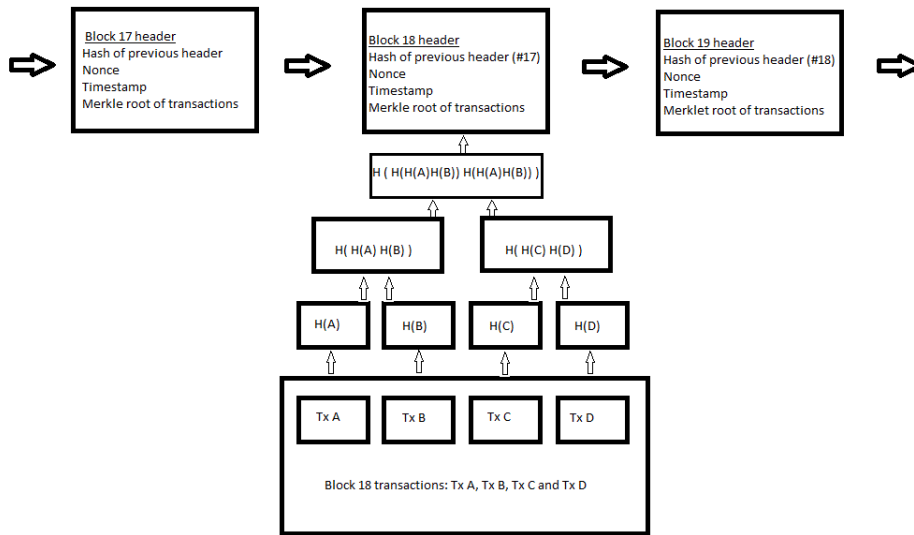 Block 17 header
Hash of previous header
Nonce
Timestamp
Merkle root of transactions
Block 18 header
Hash of previous header (#17)
Nonce
Timestamp
Merkle root of transactions
Block 19 header
Hash of previous header (#18)
Nonce
Timestamp
Merklet root of transactions
H ( H(H(A)H(B)) H(H(A)H(B)) )
H( H(A) H(B) )
H( H(C) H(D) )
H(A)
H(B)
H(C)
H(D)
Tx A
Tx B
Tx C
Tx D
Block 18 transactions: Tx A, Tx B, Tx C and Tx D